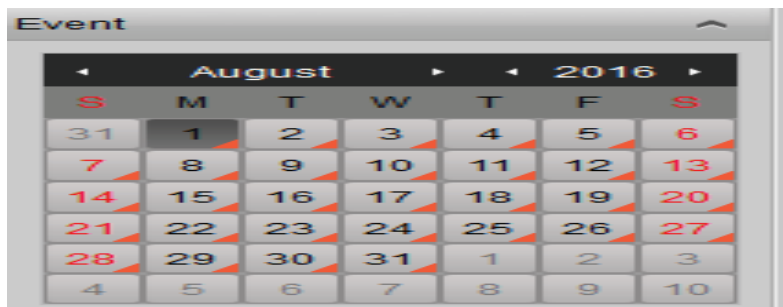 Event
August 2016
S M T W T F S
31 1 2 3 4 5 6
7 8 9 10 11 12 13
14 15 16 17 18 19 20
21 22 23 24 25 26 27
28 29 30 31 1 2 3
4 5 6 7 8 9 10